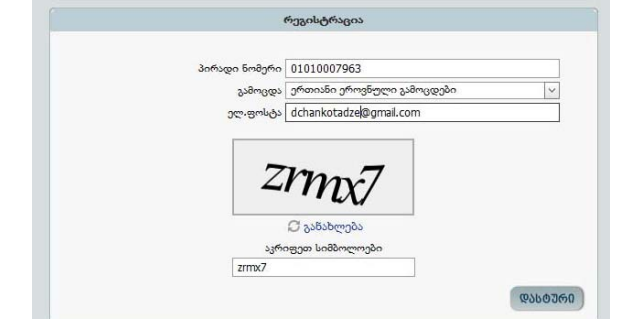 რეგისტრაცია
პირადი ნომერი 01010007963
გამოცდა ერთიანი ეროვნული გამოცდები
ელ.ფოსტა dchankotadze@gmail.com
zrmx7
განახლება
აკრიფეთ სიმბოლოები
zrmx7
დასტური